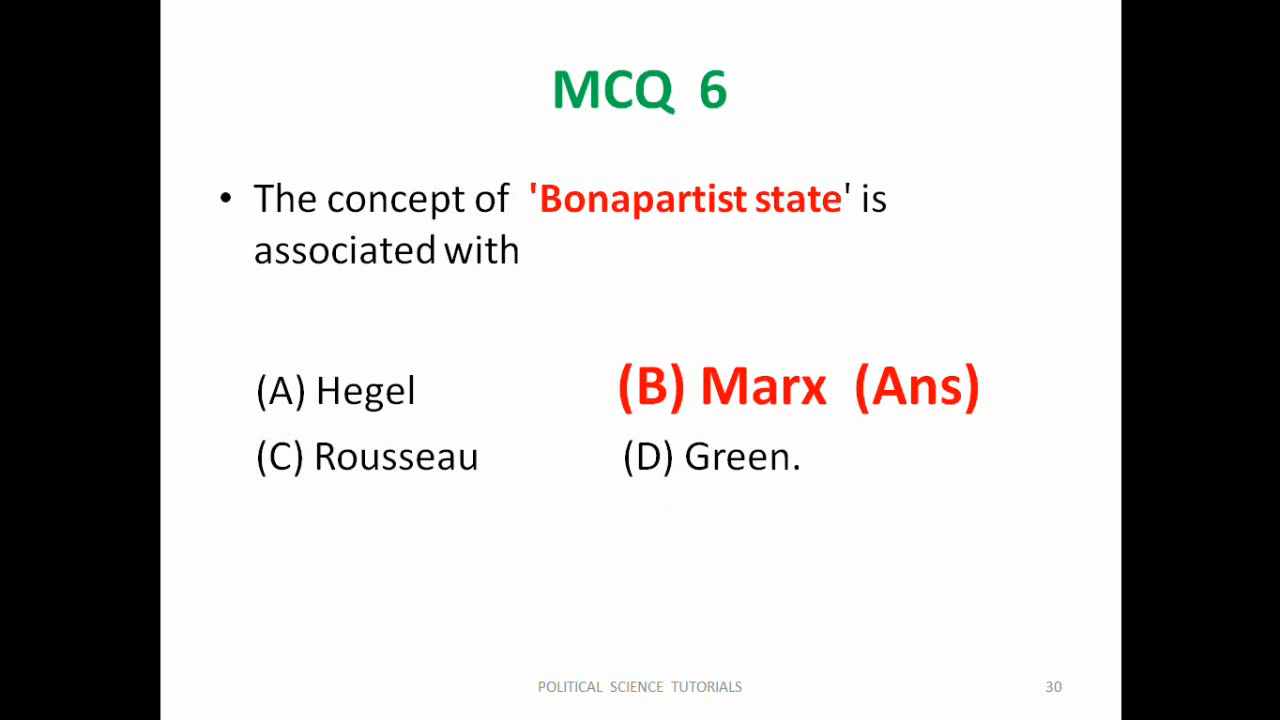 MCQ 6
• The concept of 'Bonapartist state' is
associated with
(A) Hegel (B) Marx (Ans)
(C) Rousseau (D) Green.
POLITICAL SCIENCE TUTORIALS 30